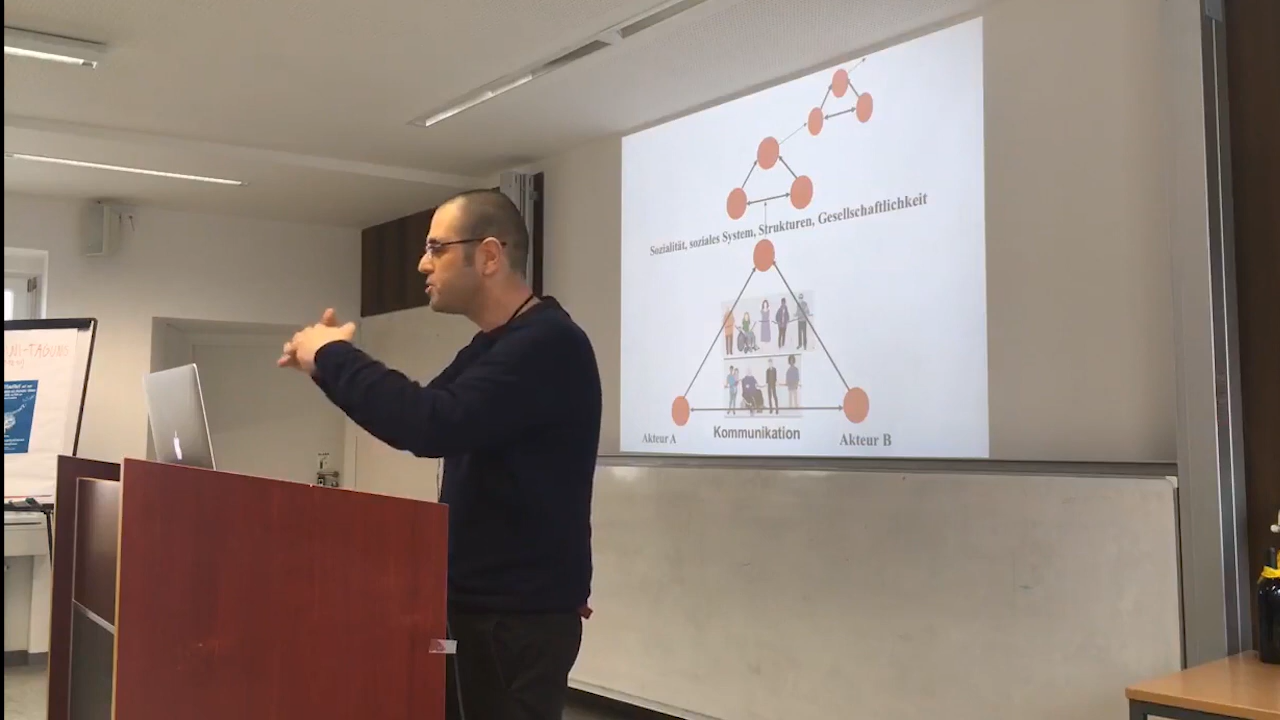 Sozialität, soziales System, Strukturen, Gesellschaftlichkeit
Akteur A
Kommunikation
Akteur B